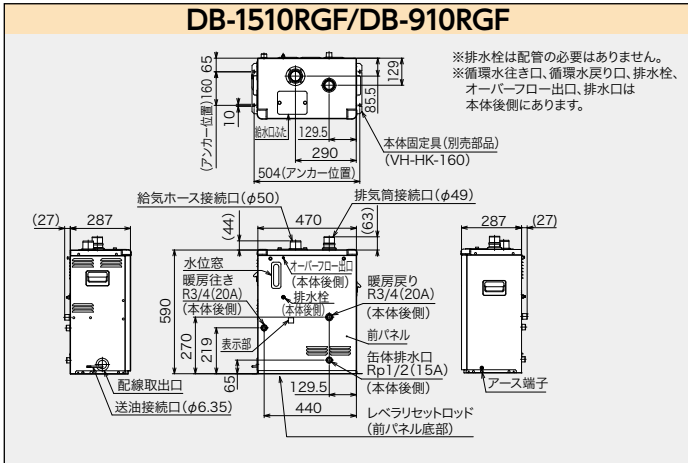 DB-1510RGF/DB-910RGF
※排水栓は配管の必要はありません。
※循環水往き口、循環水戻り口、排水栓、
オーバーフロー出口、排水口は
本体後側にあります。
65
(アンカー位置)160
10
129
85.5
給水口ふた
129.5
290
504(アンカー位置)
本体固定具(別売部品)
(VH-HK-160)
給気ホース接続口(φ50)
排気筒接続口(φ49)
(27)
287
(44)
470
(63)
287
(27)
水位窓
オーバーフロー出口
(本体後側)
暖房往き
R3/4(20A)
(本体後側)
排水栓
(本体後側)
暖房戻り
R3/4(20A)
(本体後側)
590
270
219
65
表示部
前パネル
缶体排水口
Rp1/2(15A)
(本体後側)
129.5
440
配線取出口
送油接続口(φ6.35)
アース端子
レベラリセットロッド
(前パネル底部)